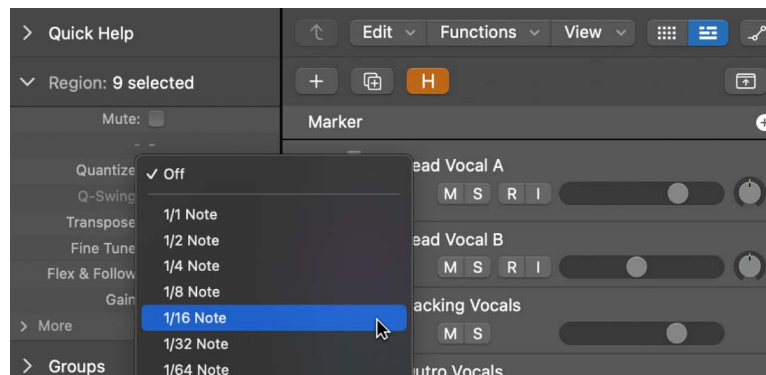 Quick Help
Edit Functions View
Region: 9 selected
H
Mute:
Marker
- -
Quantize
Off
ead Vocal A
Q-Swing
M S R I
1/1 Note
Transpose
1/2 Note
ead Vocal B
Fine Tune
1/4 Note
M S R I
Flex & Follow
1/8 Note
Gain
1/16 Note
acking Vocals
More
1/32 Note
M S
Groups
1/64 Note
utro Vocals